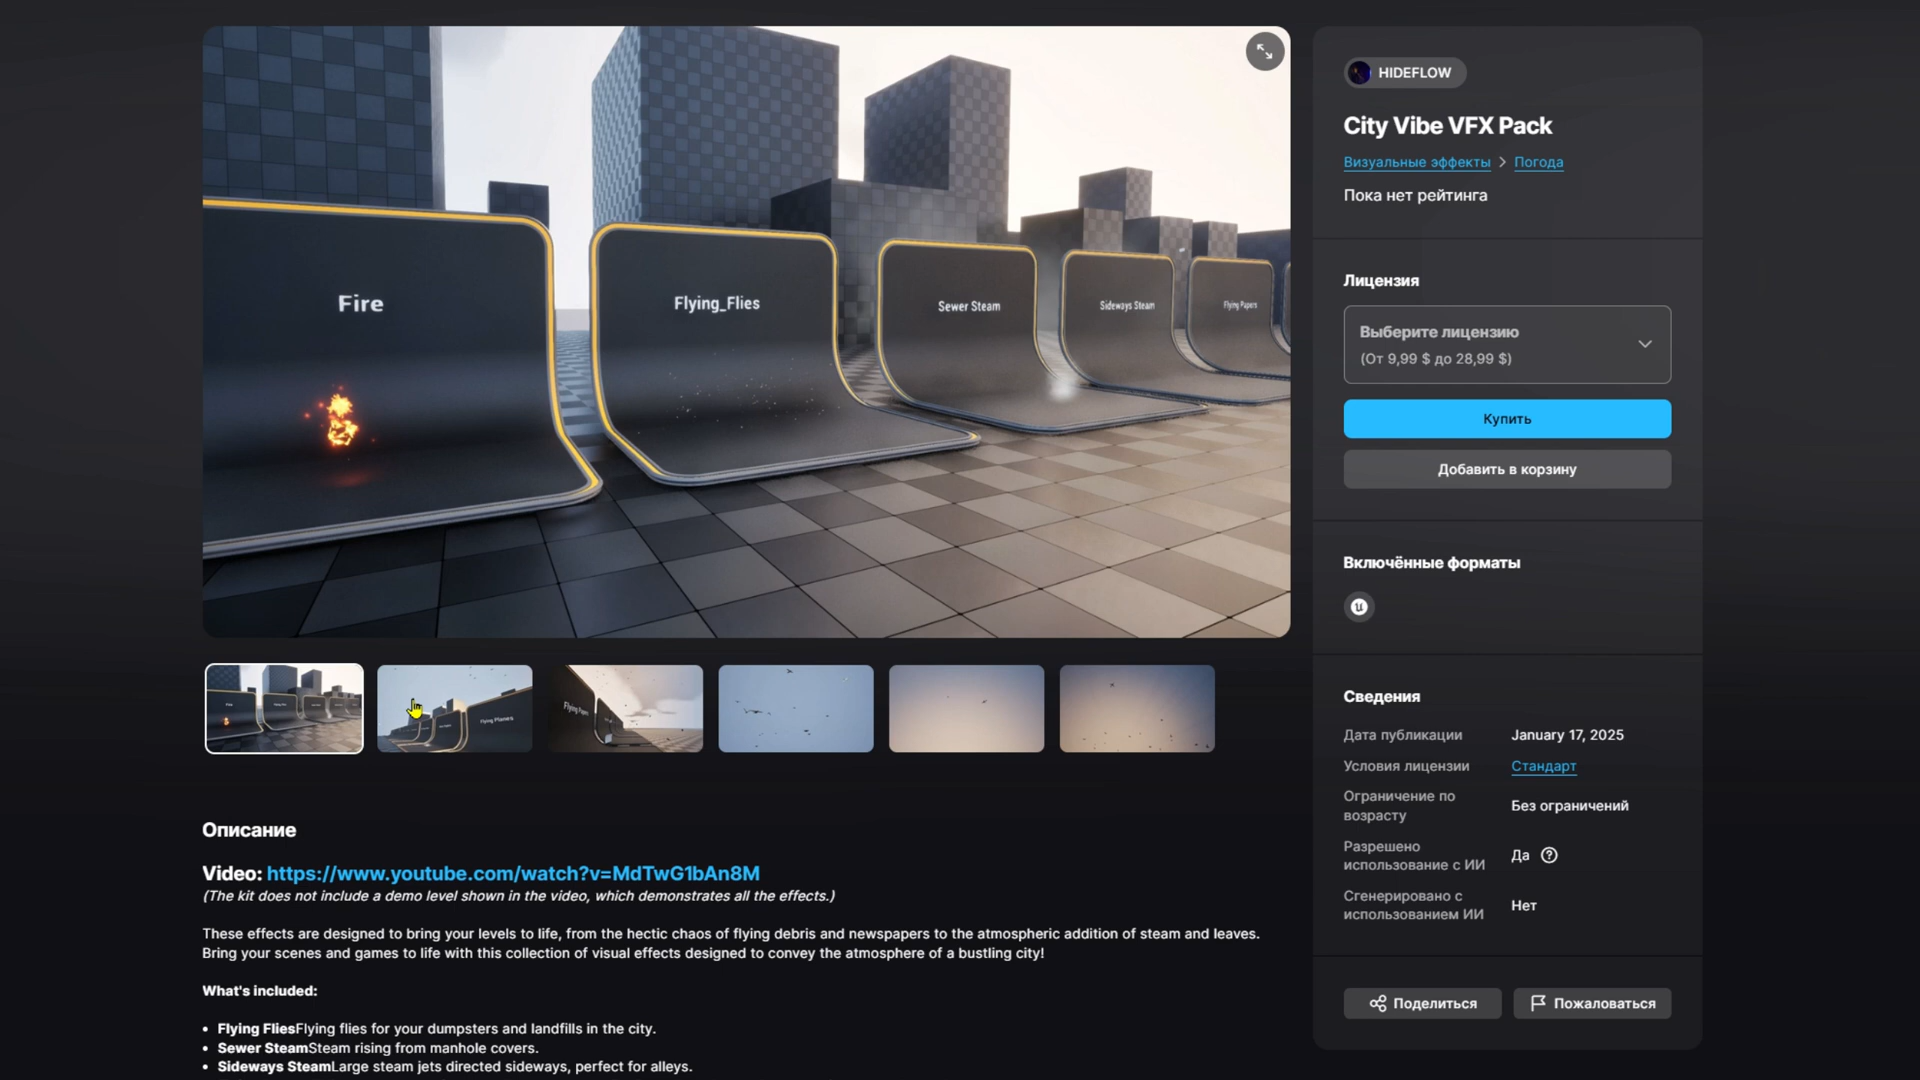 Fire
Flying_Flies
Sewer Steam
Sideways Steam
Flying Papers
HIDEFLOW
City Vibe VFX Pack
Визуальные эффекты > Погода
Пока нет рейтинга
Лицензия
Выберите лицензию
(От 9,99 $ до 28,99 $)
Купить
Добавить в корзину
Включённые форматы
Сведения
Дата публикации January 17, 2025
Условия лицензии Стандарт
Ограничение по
возрасту
Без ограничений
Разрешено
использование с ИИ
Да
Сгенерировано с
использованием ИИ
Нет
Поделиться
Пожаловаться
Flying Planes
Flying Papers
Описание
Video: https://www.youtube.com/watch?v=MdTwG1bAn8M
(The kit does not include a demo level shown in the video, which demonstrates all the effects.)
These effects are designed to bring your levels to life, from the hectic chaos of flying debris and newspapers to the atmospheric addition of steam and leaves.
Bring your scenes and games to life with this collection of visual effects designed to convey the atmosphere of a bustling city!
What's included:
• Flying FliesFlying flies for your dumpsters and landfills in the city.
• Sewer SteamSteam rising from manhole covers.
• Sideways SteamLarge steam jets directed sideways, perfect for alleys.